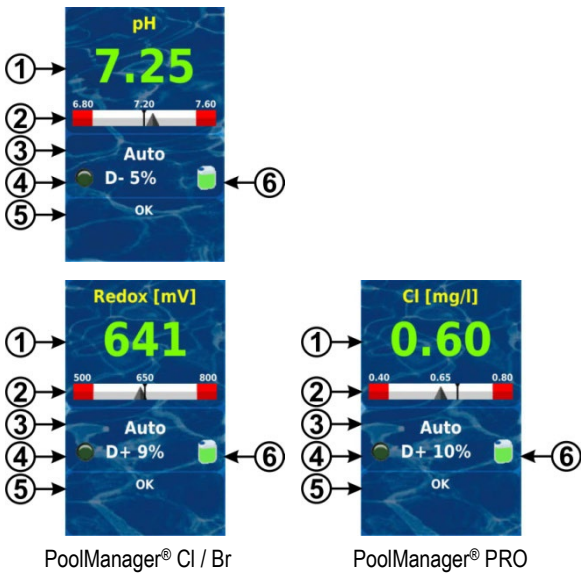 pH
① 7.25
6.80 7.20 7.60
②
③ Auto
④ D- 5% ⑥
⑤ OK
Redox [mV] Cl [mg/l]
① 641 ① 0.60
500 650 800 0.40 0.65 0.80
② ②
③ Auto ③ Auto
④ D+ 9% ⑥ ④ D+ 10% ⑥
⑤ OK ⑤ OK
PoolManager® Cl / Br PoolManager® PRO